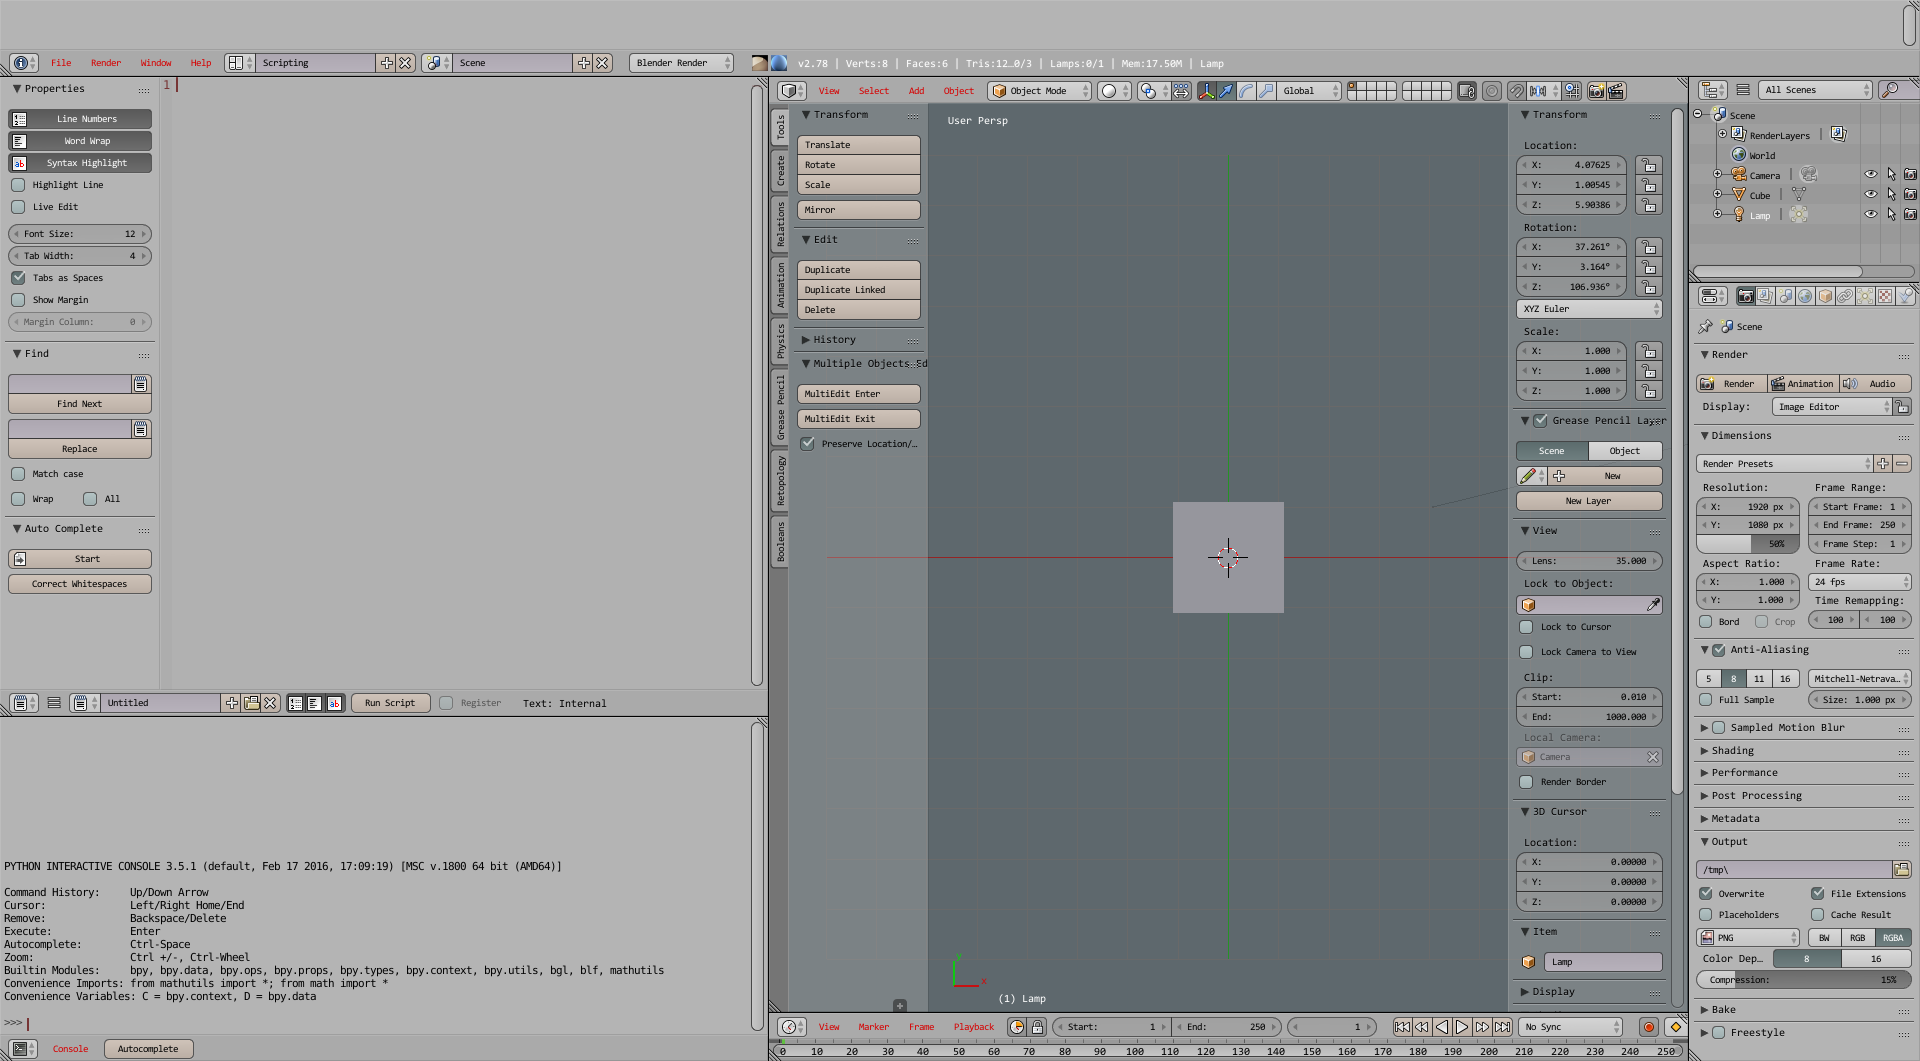 File Render Window Help Scripting Scene Blender Render v2.78 | Verts:8 | Faces:6 | Tris:12…0/3 | Lamps:0/1 | Mem:17.50M | Lamp
Properties
Line Numbers
Word Wrap
Syntax Highlight
Highlight Line
Live Edit
Font Size: 12
Tab Width: 4
Tabs as Spaces
Show Margin
Margin Column: 0
Find
Find Next
Replace
Match case
Wrap All
Auto Complete
Start
Correct Whitespaces
1
Untitled Run Script Register Text: Internal
PYTHON INTERACTIVE CONSOLE 3.5.1 (default, Feb 17 2016, 17:09:19) [MSC v.1800 64 bit (AMD64)]
Command History: Up/Down Arrow
Cursor: Left/Right Home/End
Remove: Backspace/Delete
Execute: Enter
Autocomplete: Ctrl-Space
Zoom: Ctrl +/-, Ctrl-Wheel
Builtin Modules: bpy, bpy.data, bpy.ops, bpy.props, bpy.types, bpy.context, bpy.utils, bgl, blf, mathutils
Convenience Imports: from mathutils import *; from math import *
Convenience Variables: C = bpy.context, D = bpy.data
>>>
Console Autocomplete
View Select Add Object Object Mode Global
Tools
Create
Relations
Animation
Physics
Grease Pencil
Retopology
Booleans
Transform
Translate
Rotate
Scale
Mirror
Edit
Duplicate
Duplicate Linked
Delete
History
Multiple Objects Ed
MultiEdit Enter
MultiEdit Exit
Preserve Location/…
User Persp
y
x
(1) Lamp
Transform
Location:
X: 4.07625
Y: 1.00545
Z: 5.90386
Rotation:
X: 37.261°
Y: 3.164°
Z: 106.936°
XYZ Euler
Scale:
X: 1.000
Y: 1.000
Z: 1.000
Grease Pencil Layer
Scene Object
New
New Layer
View
Lens: 35.000
Lock to Object:
Lock to Cursor
Lock Camera to View
Clip:
Start: 0.010
End: 1000.000
Local Camera:
Camera
Render Border
3D Cursor
Location:
X: 0.00000
Y: 0.00000
Z: 0.00000
Item
Lamp
Display
View Marker Frame Playback Start: 1 End: 250 1 No Sync
0 10 20 30 40 50 60 70 80 90 100 110 120 130 140 150 160 170 180 190 200 210 220 230 240 250
All Scenes
Scene
RenderLayers |
World
Camera |
Cube |
Lamp |
Scene
Render
Render Animation Audio
Display: Image Editor
Dimensions
Render Presets
Resolution: Frame Range:
X: 1920 px Start Frame: 1
Y: 1080 px End Frame: 250
50% Frame Step: 1
Aspect Ratio: Frame Rate:
X: 1.000 24 fps
Y: 1.000 Time Remapping:
Bord Crop 100 100
Anti-Aliasing
5 8 11 16 Mitchell-Netrava…
Full Sample Size: 1.000 px
Sampled Motion Blur
Shading
Performance
Post Processing
Metadata
Output
/tmp\
Overwrite File Extensions
Placeholders Cache Result
PNG BW RGB RGBA
Color Dep… 8 16
Compression: 15%
Bake
Freestyle